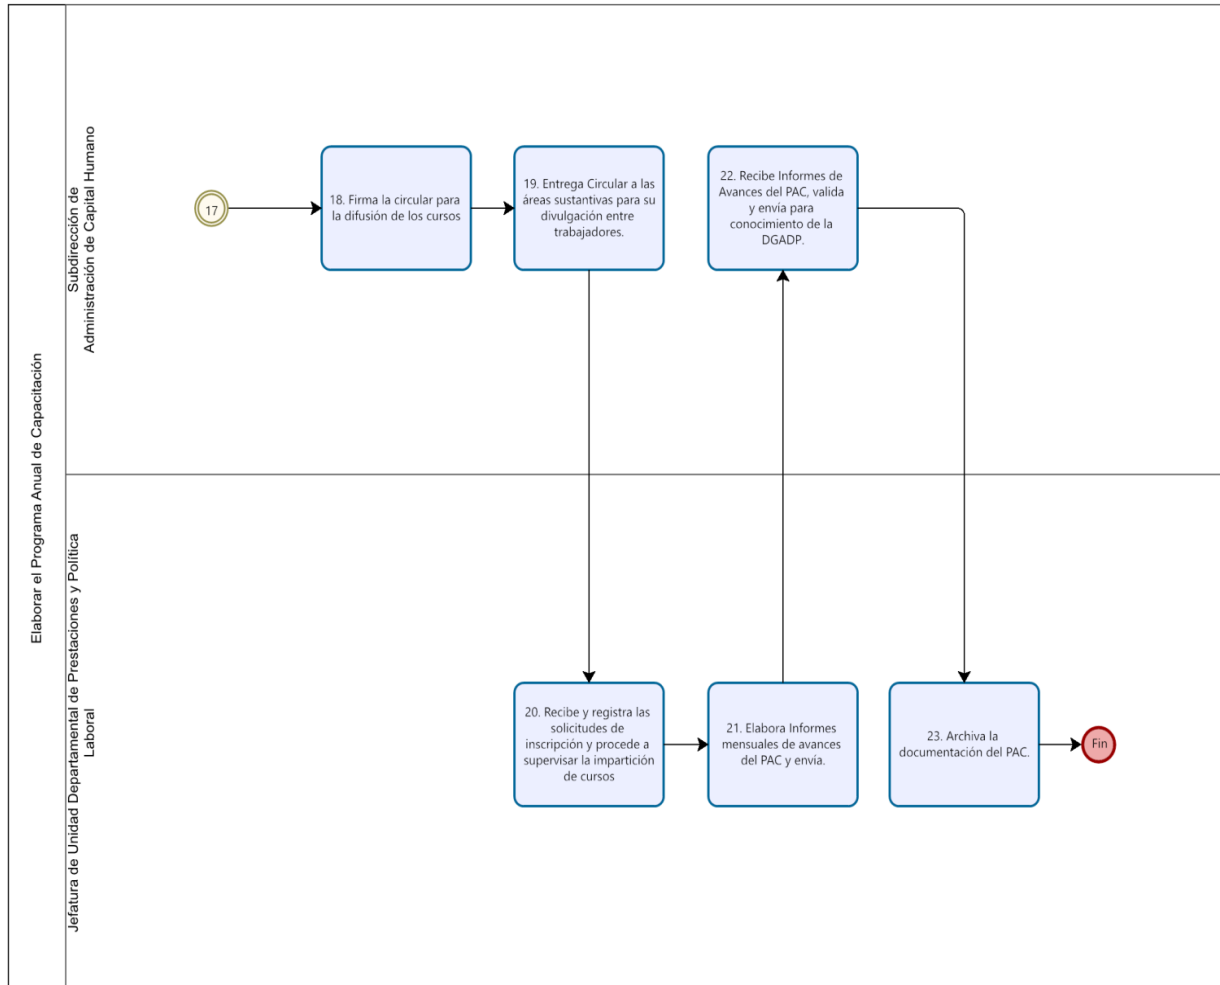 Elaborar el Programa Anual de Capacitación
Subdirección de
Administración de Capital Humano
17
18. Firma la circular para
la difusión de los cursos
19. Entrega Circular a las
áreas sustantivas para su
divulgación entre
trabajadores.
22. Recibe Informes de
Avances del PAC, valida
y envía para
conocimiento de la
DGADP.
Jefatura de Unidad Departamental de Prestaciones y Política
Laboral
20. Recibe y registra las
solicitudes de
inscripción y procede a
supervisar la impartición
de cursos
21. Elabora Informes
mensuales de avances
del PAC y envía.
23. Archiva la
documentación del PAC.
Fin